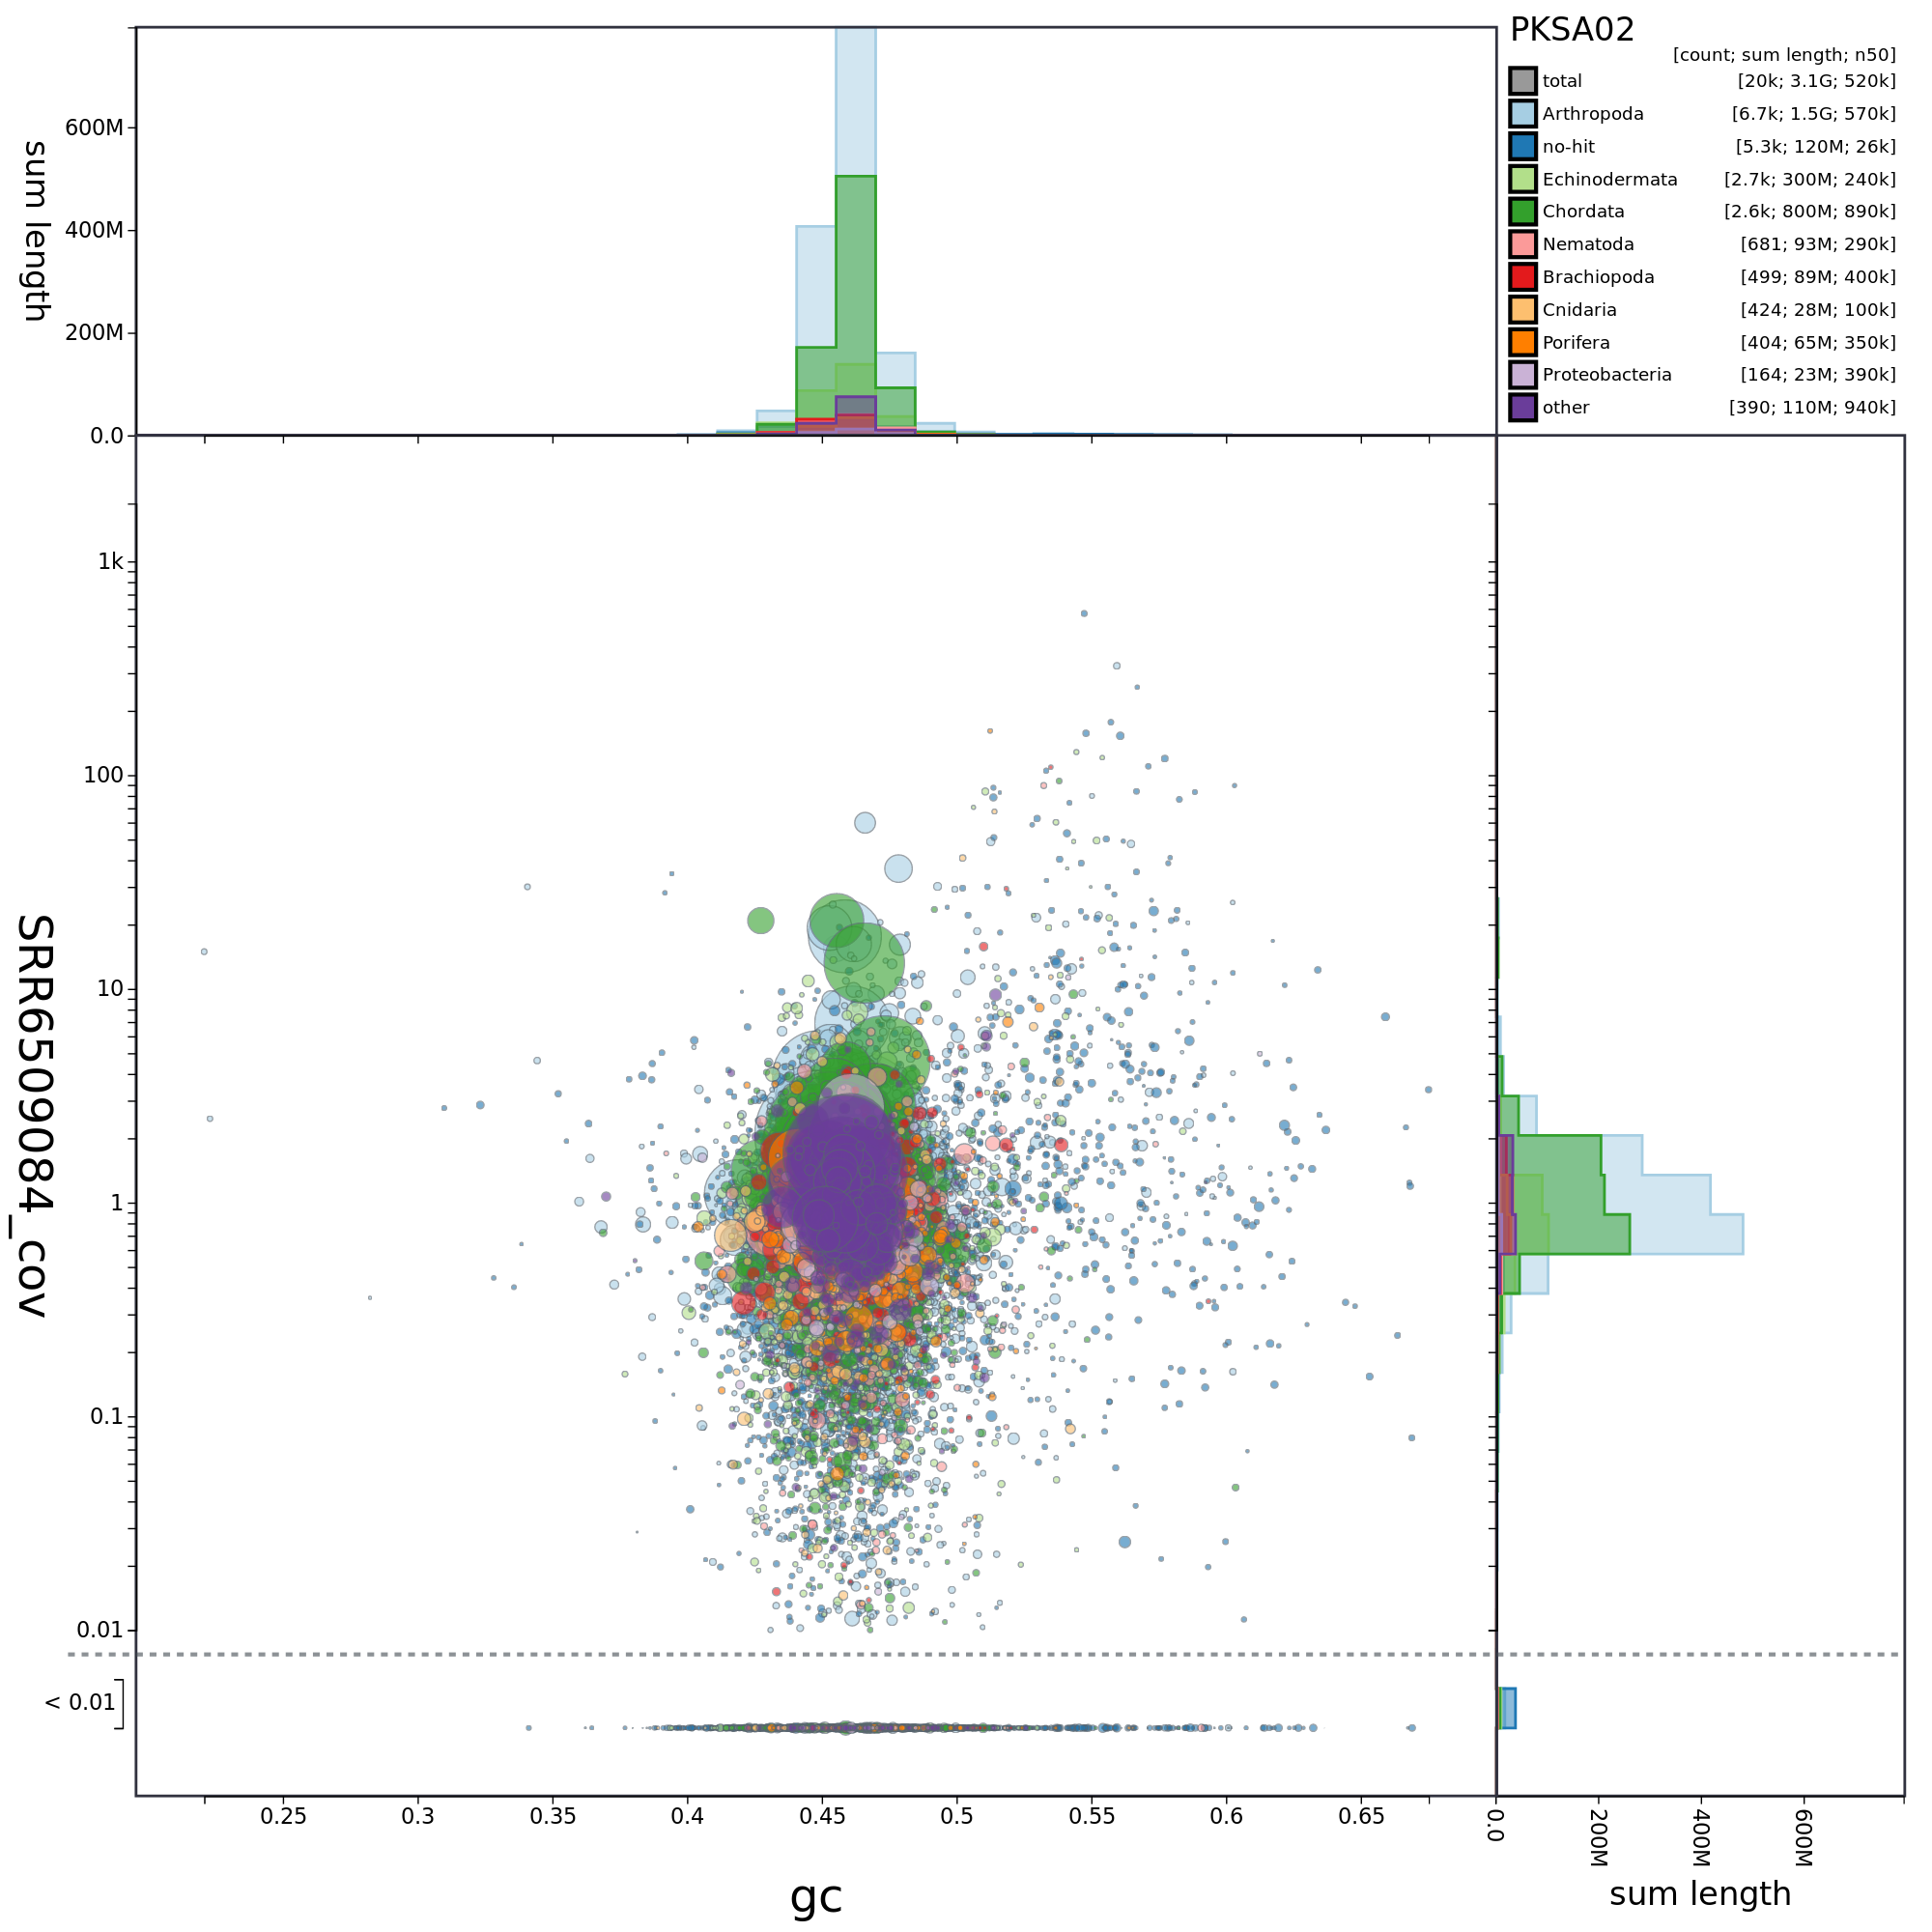 PKSA02
[count; sum length; n50]
total [20k; 3.1G; 520k]
Arthropoda [6.7k; 1.5G; 570k]
no-hit [5.3k; 120M; 26k]
Echinodermata [2.7k; 300M; 240k]
Chordata [2.6k; 800M; 890k]
Nematoda [681; 93M; 290k]
Brachiopoda [499; 89M; 400k]
Cnidaria [424; 28M; 100k]
Porifera [404; 65M; 350k]
Proteobacteria [164; 23M; 390k]
other [390; 110M; 940k]
sum length
600M
400M
200M
0.0
SRR6509084_cov
1k
100
10
1
0.1
0.01
< 0.01
0.25 0.3 0.35 0.4 0.45 0.5 0.55 0.6 0.65
gc
0.0 200M 400M 600M
sum length